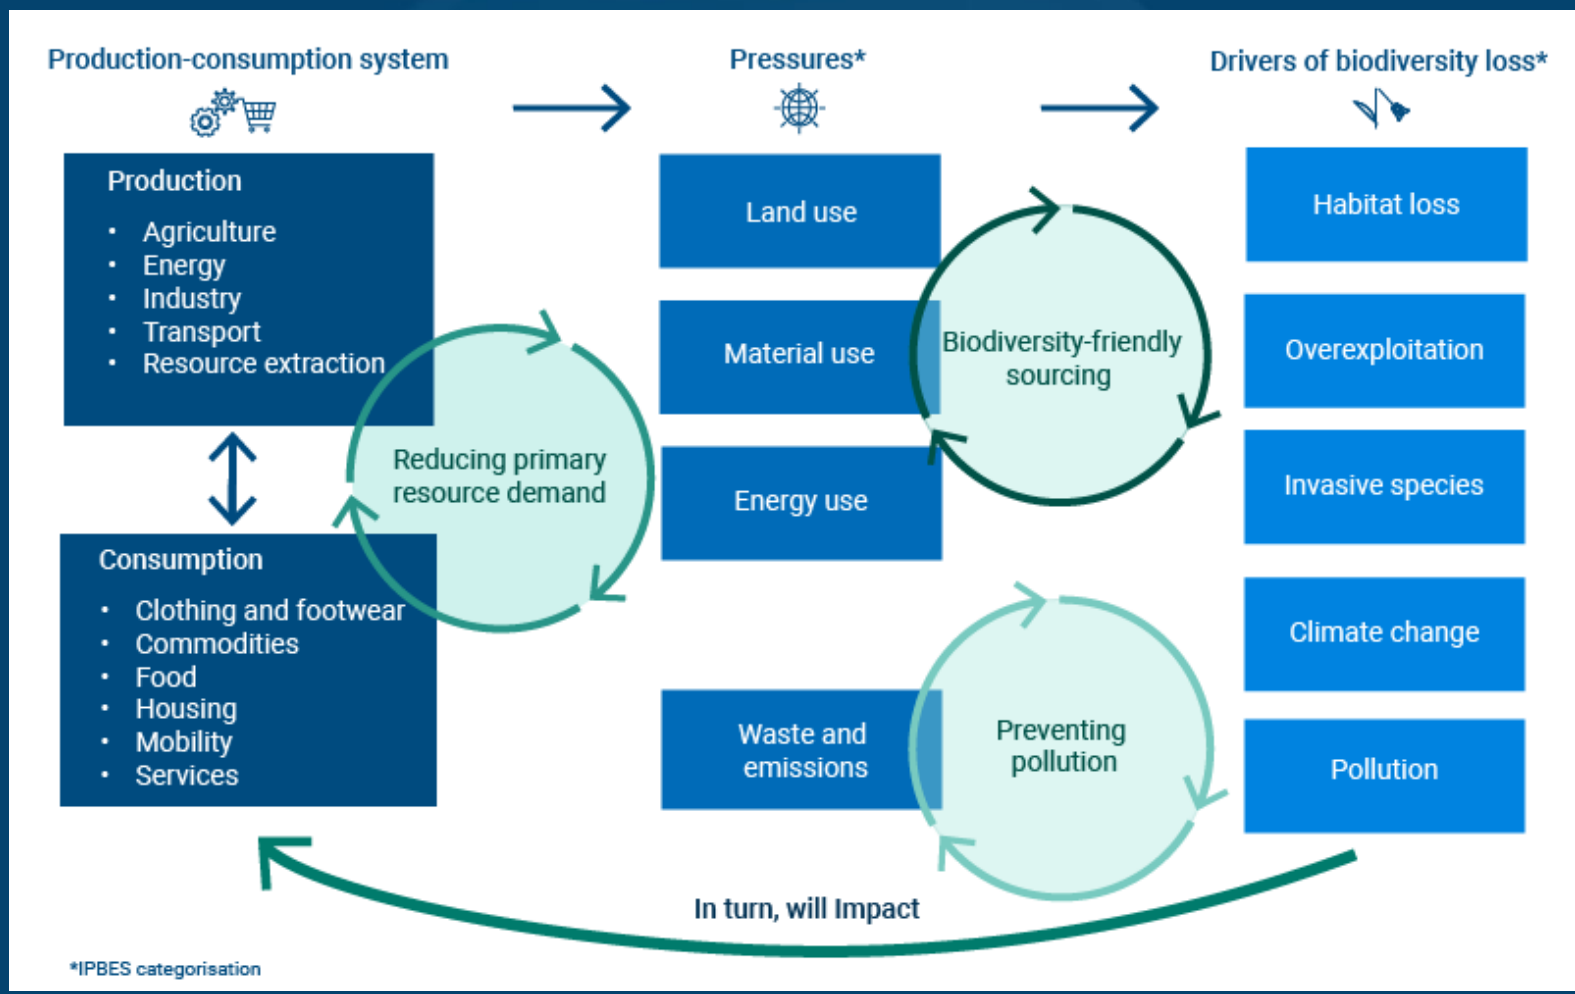 Production-consumption system
Pressures*
Drivers of biodiversity loss*
Production
• Agriculture
• Energy
• Industry
• Transport
• Resource extraction
Consumption
• Clothing and footwear
• Commodities
• Food
• Housing
• Mobility
• Services
Reducing primary
resource demand
Land use
Material use
Energy use
Waste and
emissions
Biodiversity-friendly
sourcing
Preventing
pollution
Habitat loss
Overexploitation
Invasive species
Climate change
Pollution
In turn, will Impact
*IPBES categorisation